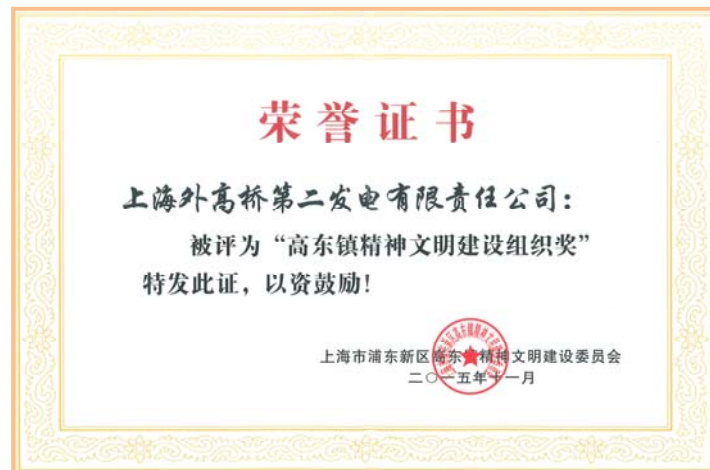 荣誉证书
上海外高桥第二发电有限责任公司：
被评为“高东镇精神文明建设组织奖”
特发此证，以资鼓励！
上海市浦东新区高东镇精神文明建设委员会
二〇一五年十一月